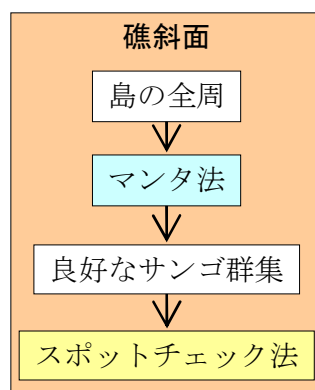 礁斜面
島の全周
マンタ法
良好なサンゴ群集
スポットチェック法